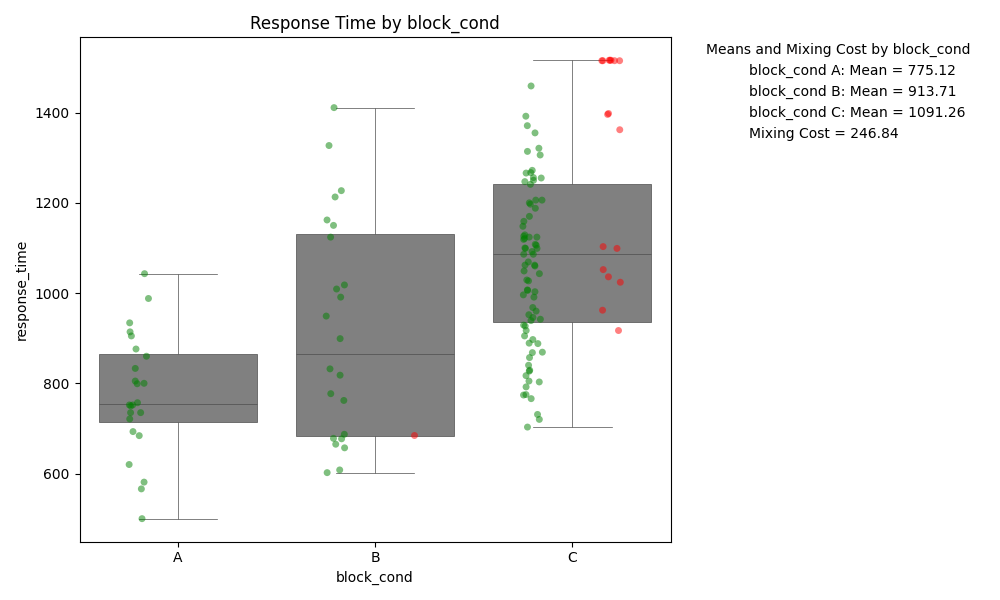 Response Time by block_cond
Means and Mixing Cost by block_cond
block_cond A: Mean = 775.12
block_cond B: Mean = 913.71
block_cond C: Mean = 1091.26
Mixing Cost = 246.84
response_time
1400
1200
1000
800
600
A B C
block_cond